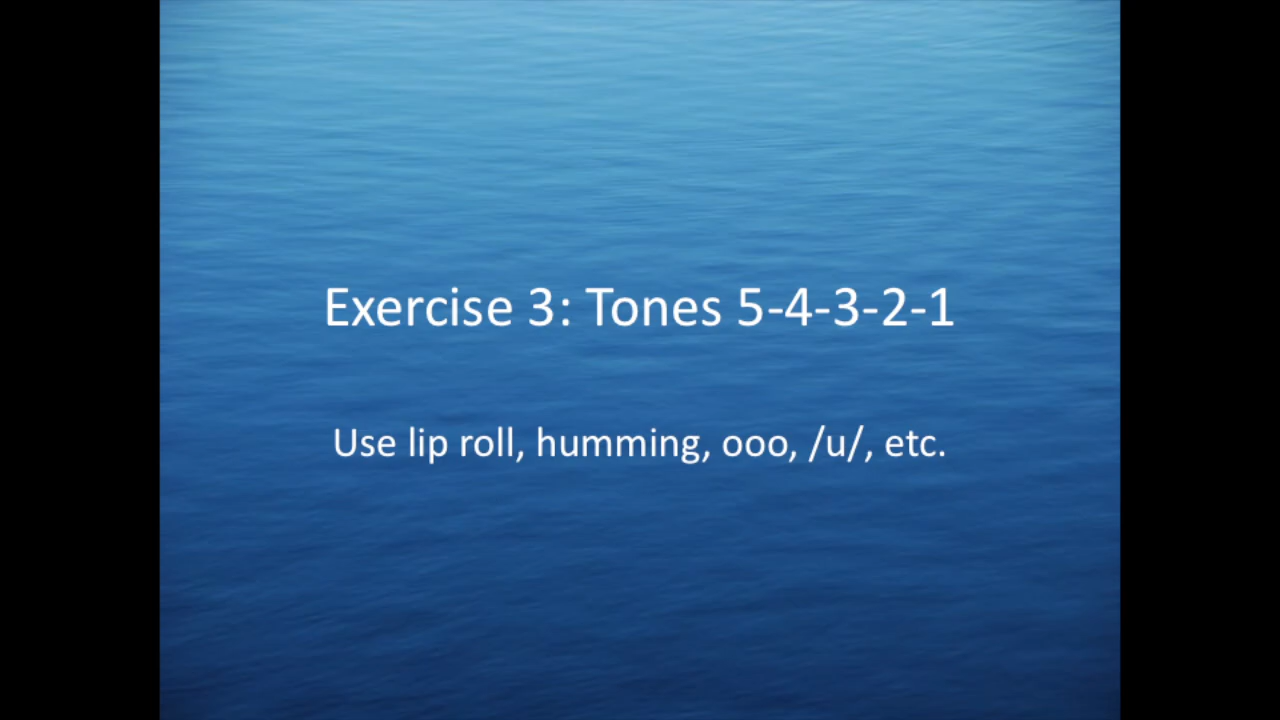 Exercise 3: Tones 5-4-3-2-1
Use lip roll, humming, ooo, /u/, etc.